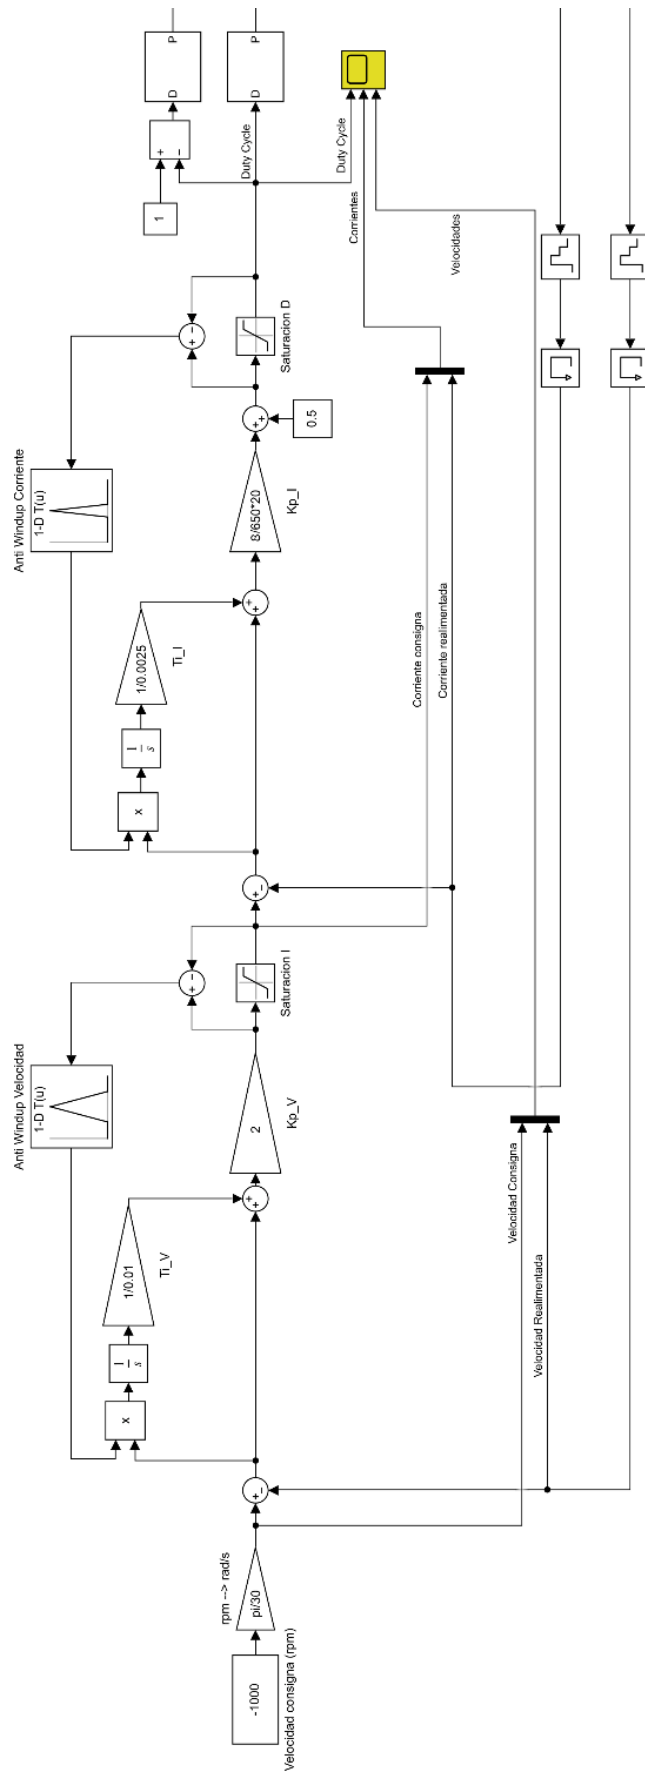 Velocidad consigna (rpm)
-1000
rpm --> rad/s
pi/30
+
-
Anti Windup Velocidad
1-D T(u)
x
1
s
1/0.01
Ti_V
+
+
2
Kp_V
+
-
Saturacion I
Velocidad Consigna
Velocidad Realimentada
+
-
Anti Windup Corriente
1-D T(u)
x
1
s
1/0.0025
Ti_I
+
+
8/650*20
Kp_I
+
+
0.5
+
-
Saturacion D
Corriente consigna
Corriente realimentada
1
+
-
D
P
D
P
Duty Cycle
Duty Cycle
Corrientes
Velocidades